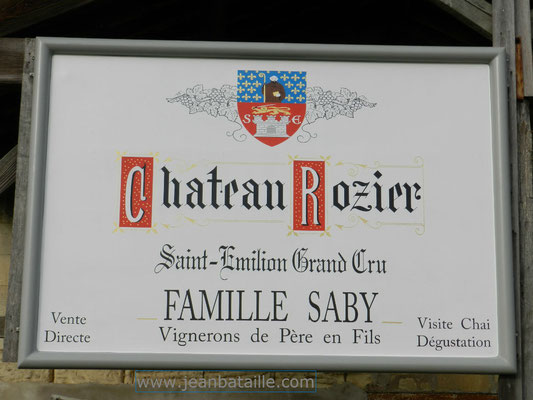 S E
Chateau Rozier
Saint-Emilion Grand Cru
FAMILLE SABY
Vignerons de Père en Fils
Vente
Directe
Visite Chai
Dégustation
www.jeanbataille.com